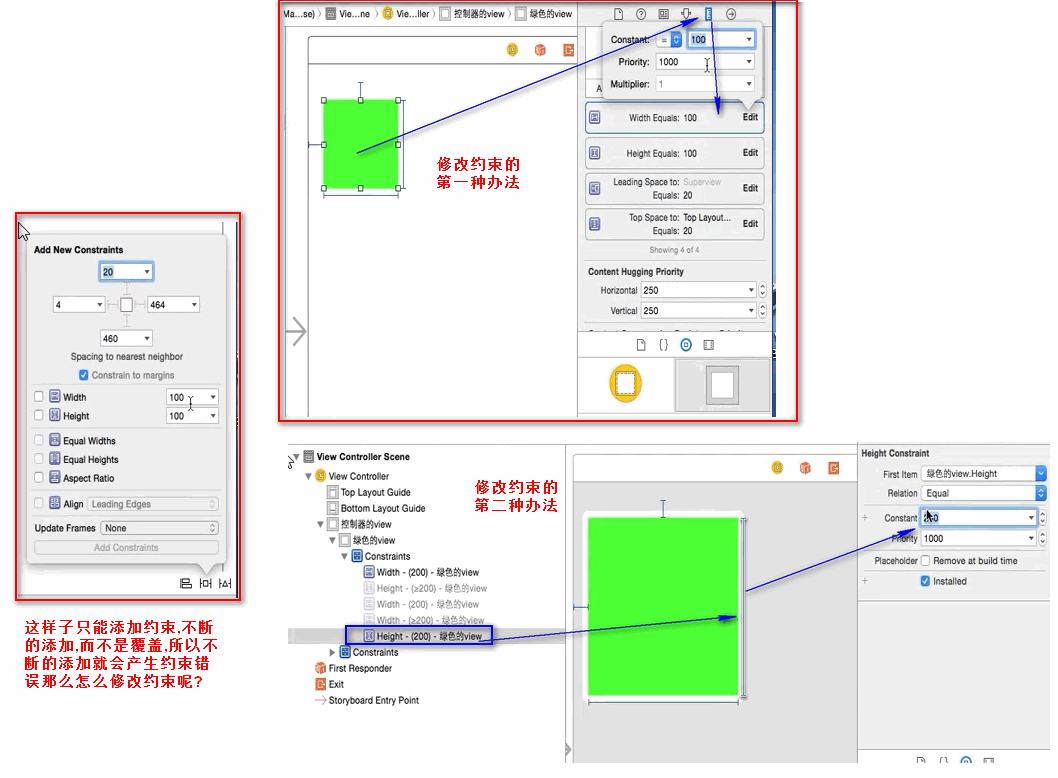 Ma...se)
Vie...ne
Vie...ller
控制器的view
绿色的view
Constant:
=
100
Priority:
1000
Multiplier:
1
A
Width Equals: 100
Edit
Height Equals: 100
Edit
Leading Space to: Superview
Equals: 20
Edit
Top Space to: Top Layout...
Equals: 20
Edit
Showing 4 of 4
Content Hugging Priority
Horizontal
250
Vertical
250
修改约束的
第一种办法
Add New Constraints
20
4
464
460
Spacing to nearest neighbor
Constrain to margins
Width
100
Height
100
Equal Widths
Equal Heights
Aspect Ratio
Align
Leading Edges
Update Frames
None
Add Constraints
这样子只能添加约束,不断
的添加,而不是覆盖,所以不
断的添加就会产生约束错
误那么怎么修改约束呢?
View Controller Scene
View Controller
Top Layout Guide
Bottom Layout Guide
控制器的view
绿色的view
Constraints
Width - (200) - 绿色的view
Height - (≥200) - 绿色的view
Width - (200) - 绿色的view
Width - (≥200) - 绿色的view
Height - (200) - 绿色的view
Constraints
First Responder
Exit
Storyboard Entry Point
修改约束的
第二种办法
Height Constraint
First Item
绿色的view.Height
Relation
Equal
Constant
Priority
1000
Placeholder
Remove at build time
Installed